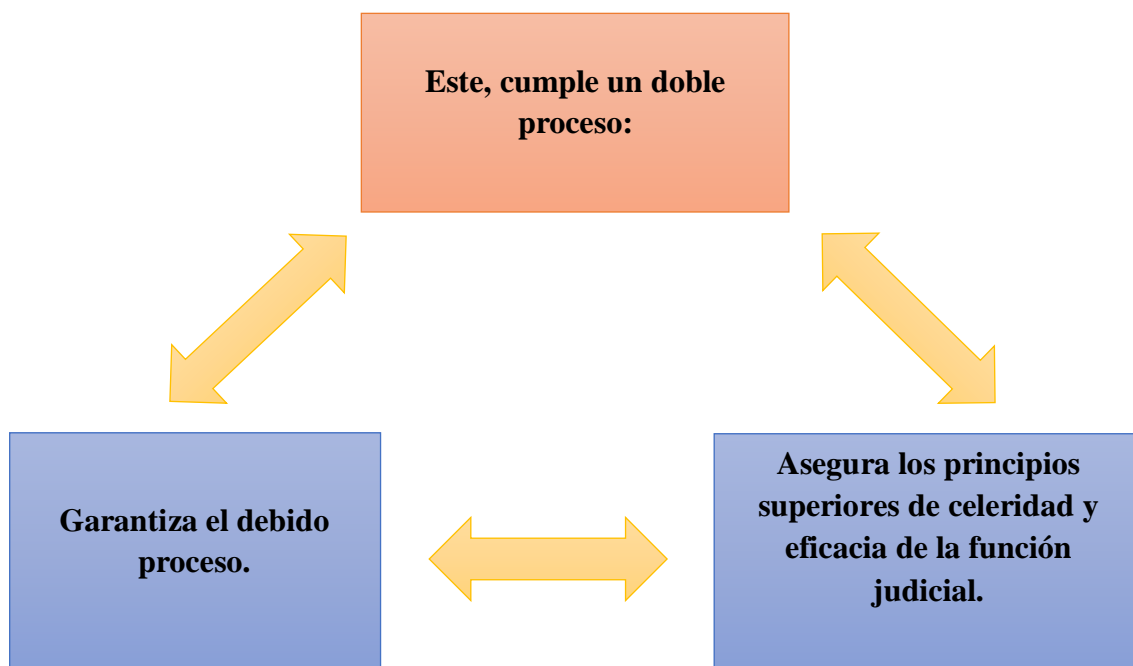 Este, cumple un doble
proceso:
Garantiza el debido
proceso.
Asegura los principios
superiores de celeridad y
eficacia de la función
judicial.